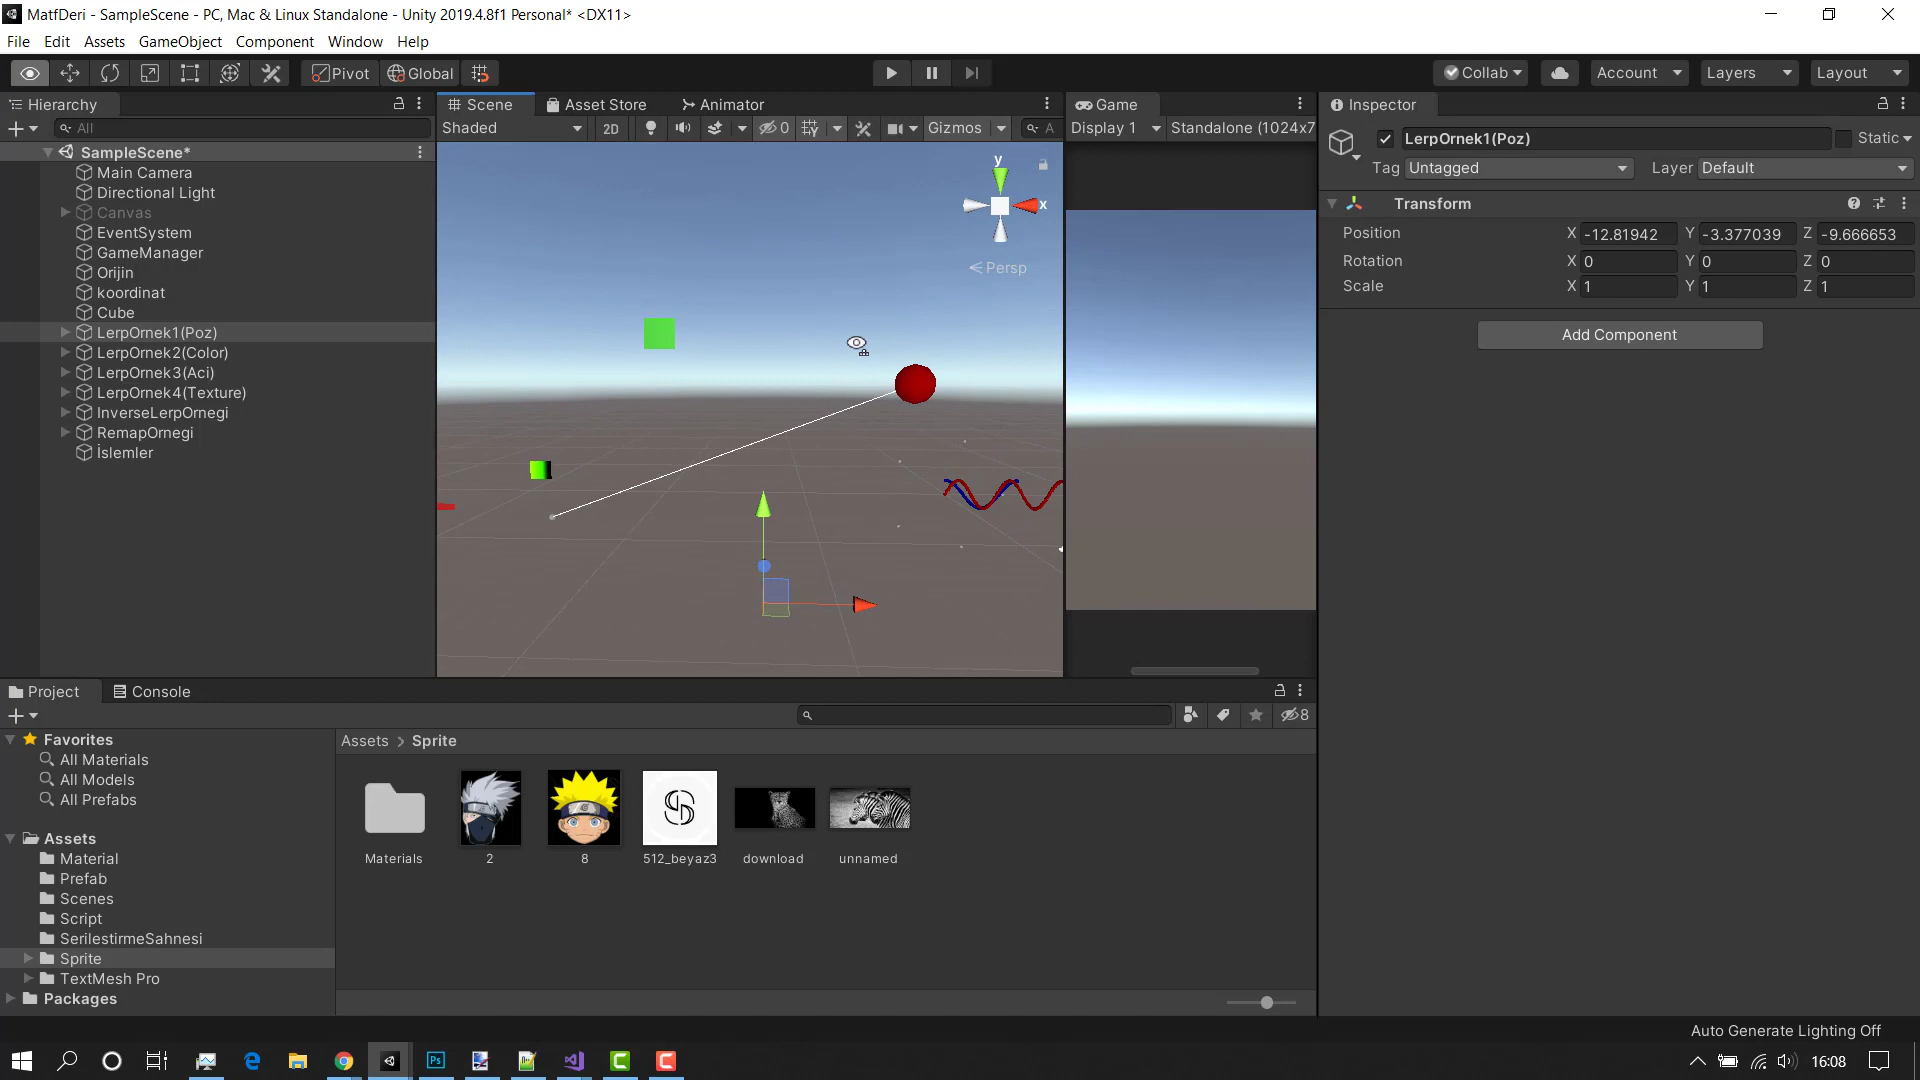 MatfDeri - SampleScene - PC, Mac & Linux Standalone - Unity 2019.4.8f1 Personal* <DX11>
File Edit Assets GameObject Component Window Help
Pivot Global Collab Account Layers Layout
Hierarchy
All
SampleScene*
Main Camera
Directional Light
Canvas
EventSystem
GameManager
Orijin
koordinat
Cube
LerpOrnek1(Poz)
LerpOrnek2(Color)
LerpOrnek3(Aci)
LerpOrnek4(Texture)
InverseLerpOrnegi
RemapOrnegi
İslemler
Scene Asset Store Animator
Shaded 2D 0 Gizmos A
y
x
Persp
Game
Display 1 Standalone (1024x7
Inspector
LerpOrnek1(Poz) Static
Tag Untagged Layer Default
Transform
Position X -12.81942 Y -3.377039 Z -9.666653
Rotation X 0 Y 0 Z 0
Scale X 1 Y 1 Z 1
Add Component
Project Console
8
Favorites
All Materials
All Models
All Prefabs
Assets
Material
Prefab
Scenes
Script
SerilestirmeSahnesi
Sprite
TextMesh Pro
Packages
Assets > Sprite
Materials 2 8 512_beyaz3 download unnamed
Auto Generate Lighting Off
Ps
16:08